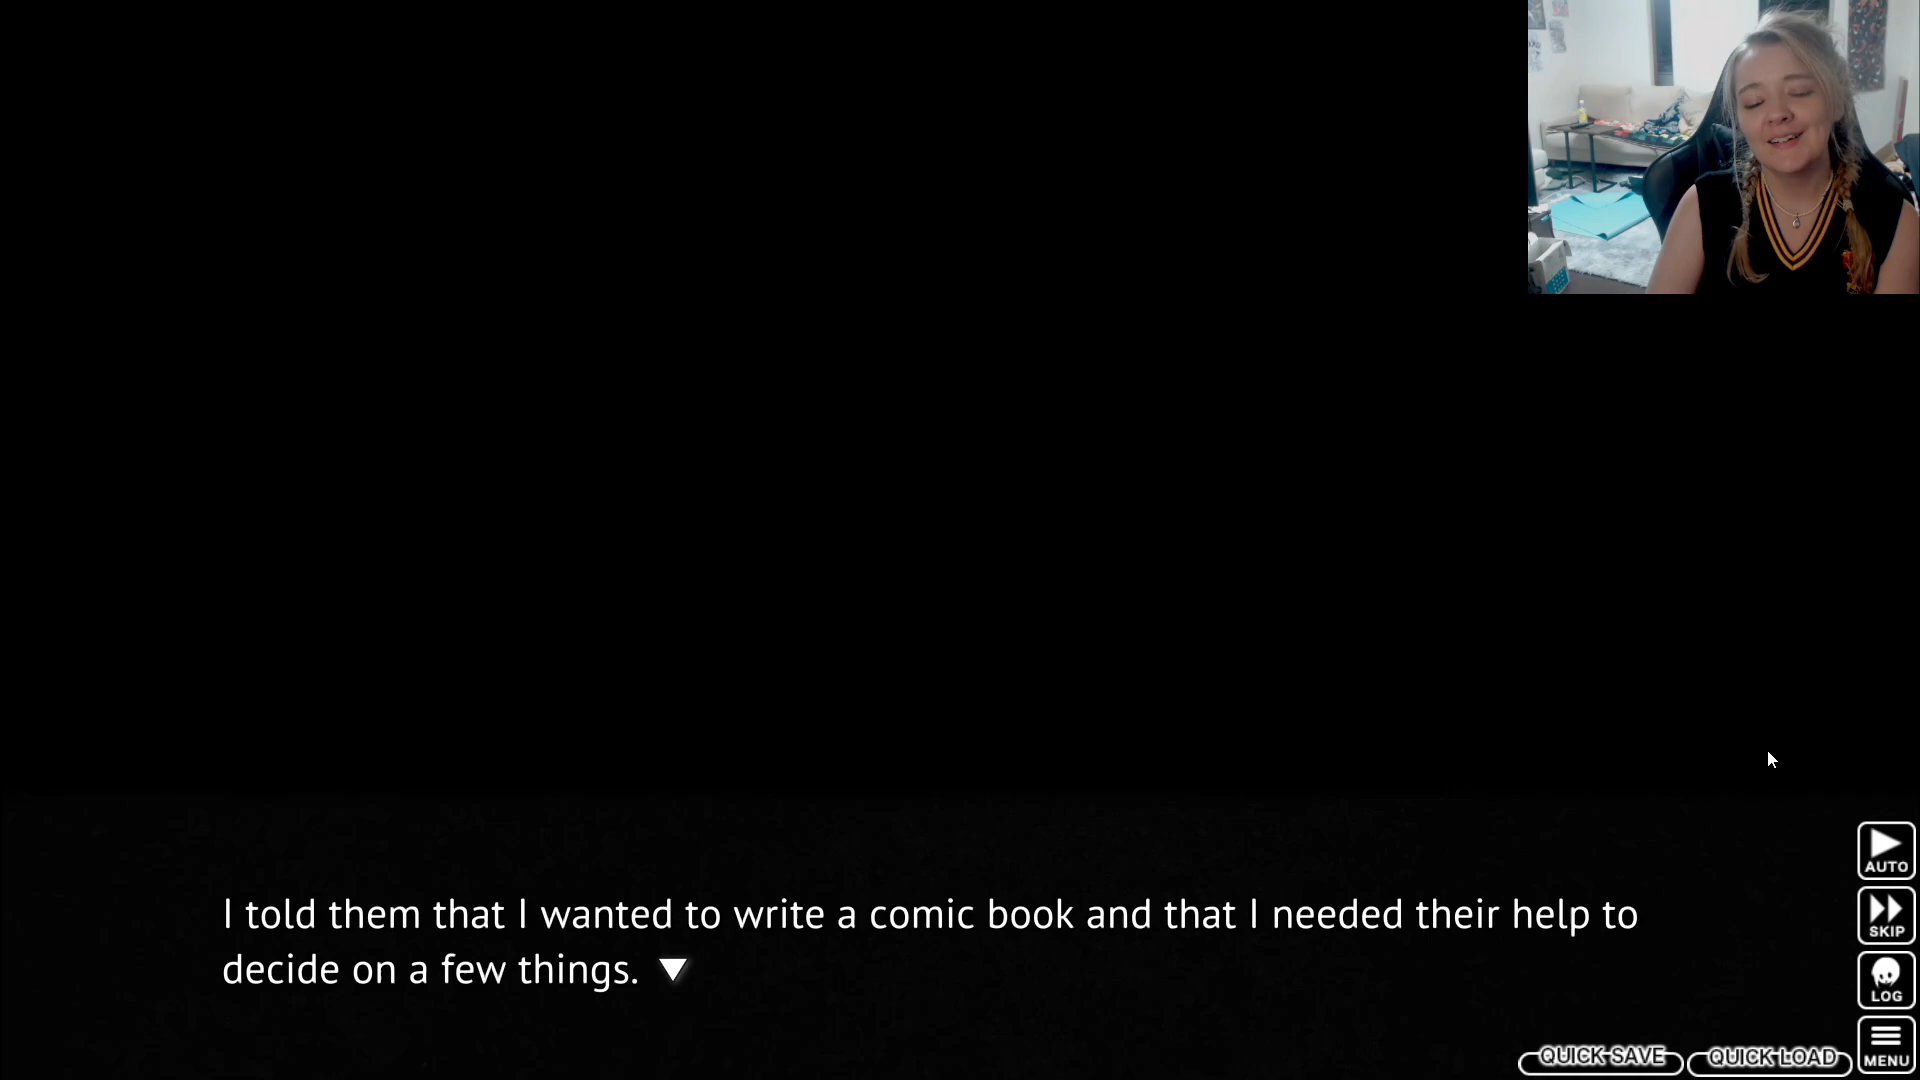 I told them that I wanted to write a comic book and that I needed their help to
decide on a few things.
AUTO
SKIP
LOG
MENU
QUICK SAVE
QUICK LOAD